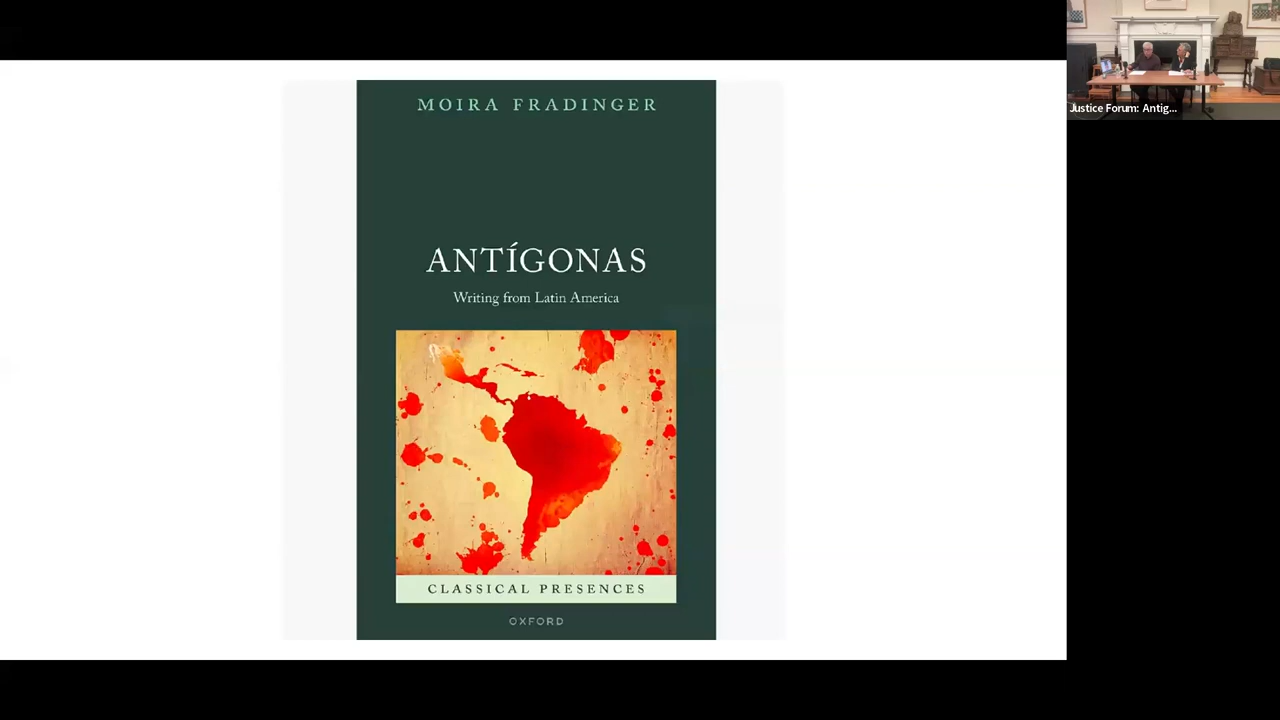 MOIRA FRADINGER
ANTÍGONAS
Writing from Latin America
CLASSICAL PRESENCES
OXFORD
Justice Forum: Antig...